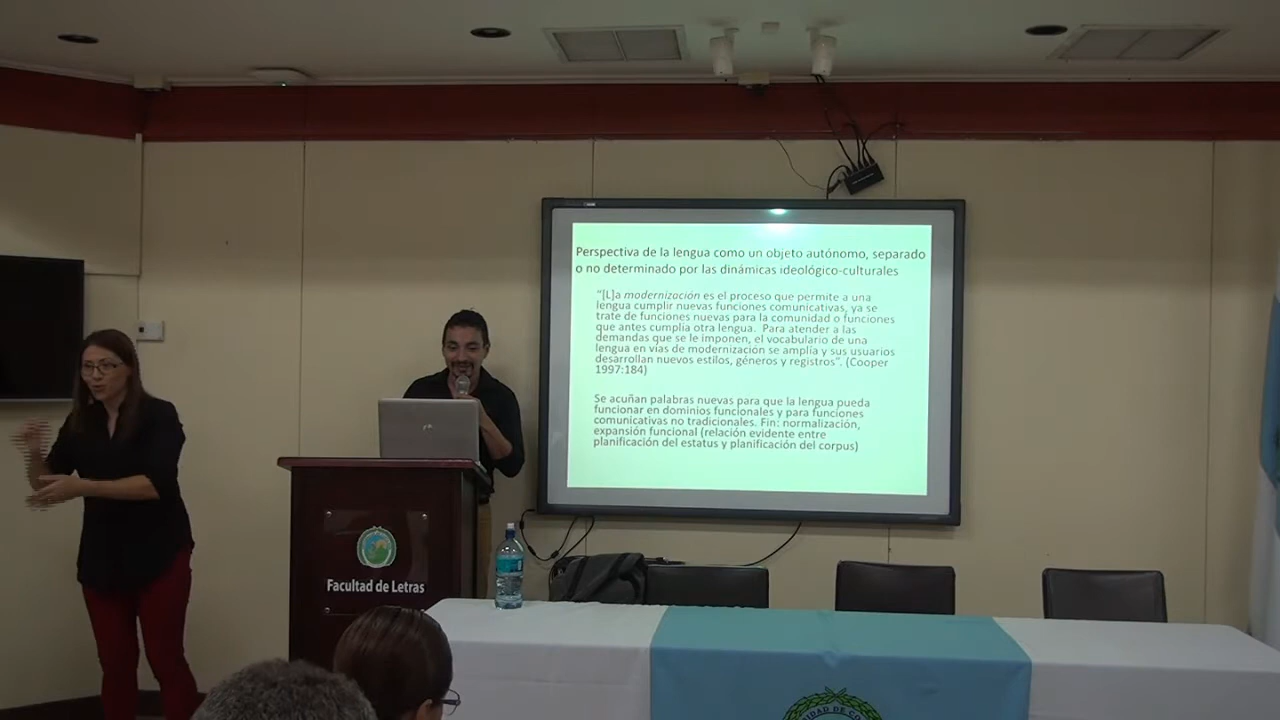 Perspectiva de la lengua como un objeto autónomo, separado
o no determinado por las dinámicas ideológico-culturales
"[L]a modernización es el proceso que permite a una
lengua cumplir nuevas funciones comunicativas, ya se
trate de funciones nuevas para la comunidad o funciones
que antes cumplía otra lengua. Para atender a las
demandas que se le imponen, el vocabulario de una
lengua en vías de modernización se amplía y sus usuarios
desarrollan nuevos estilos, géneros y registros". (Cooper
1997:184)
Se acuñan palabras nuevas para que la lengua pueda
funcionar en dominios funcionales y para funciones
comunicativas no tradicionales. Fin: normalización,
expansión funcional (relación evidente entre
planificación del estatus y planificación del corpus)
Facultad de Letras